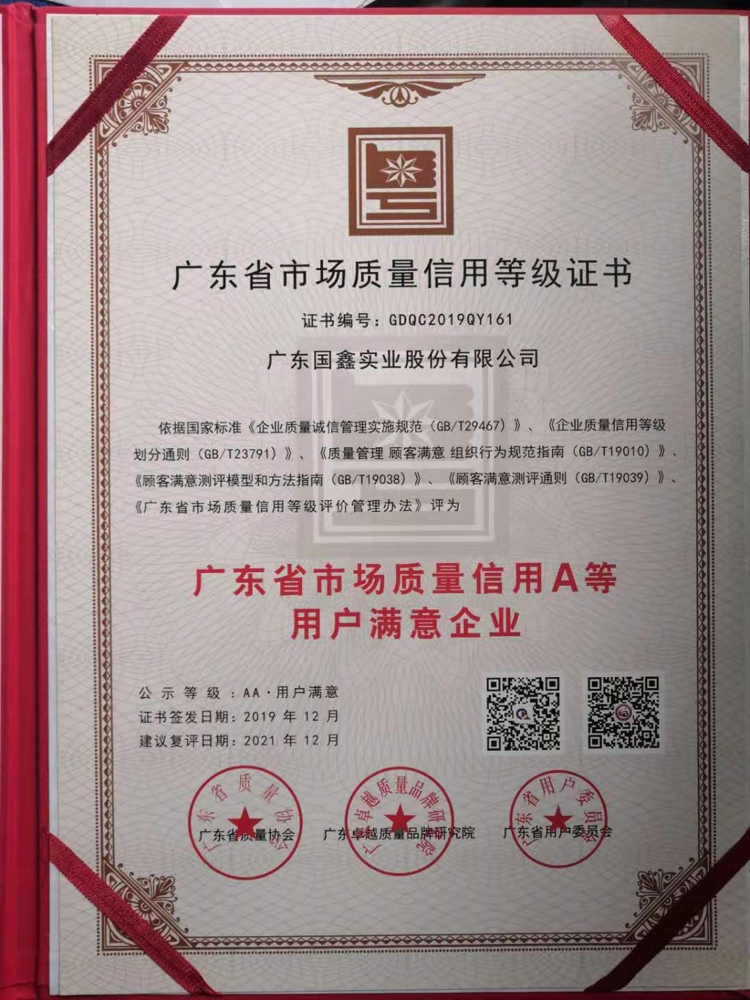 广东省市场质量信用等级证书
证书编号：GDQC2019QY161
广东国鑫实业股份有限公司
依据国家标准《企业质量诚信管理实施规范（GB/T29467）》、《企业质量信用等级
划分通则（GB/T23791）》、《质量管理 顾客满意 组织行为规范指南（GB/T19010）》、
《顾客满意测评模型和方法指南（GB/T19038）》、《顾客满意测评通则（GB/T19039）》、
《广东省市场质量信用等级评价管理办法》评为
广东省市场质量信用A等
用户满意企业
公示等级：AA·用户满意
证书签发日期：2019 年 12 月
建议复评日期：2021 年 12 月
广东省质量协会
广东卓越质量品牌研究院
广东省用户委员会
广东省质量协会
广东卓越质量品牌研究院
广东省用户委员会